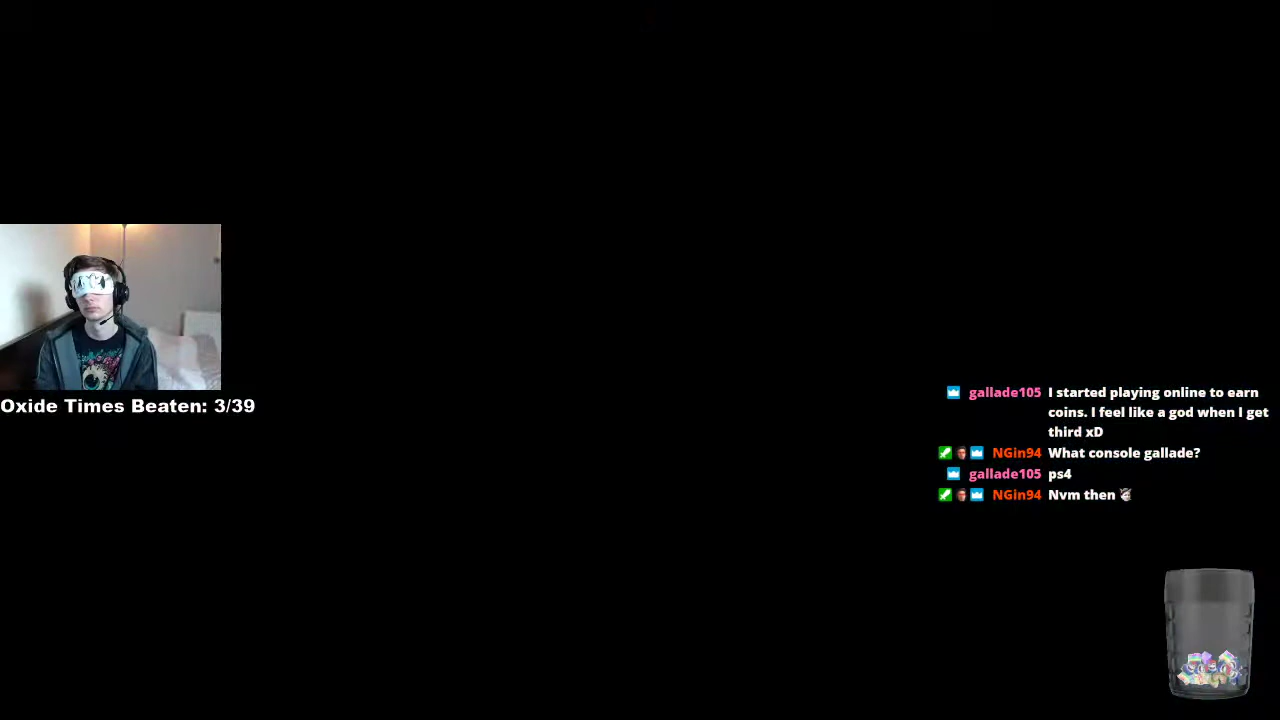 Oxide Times Beaten: 3/39
gallade105 I started playing online to earn
coins. I feel like a god when I get
third xD
NGin94 What console gallade?
gallade105 ps4
NGin94 Nvm then